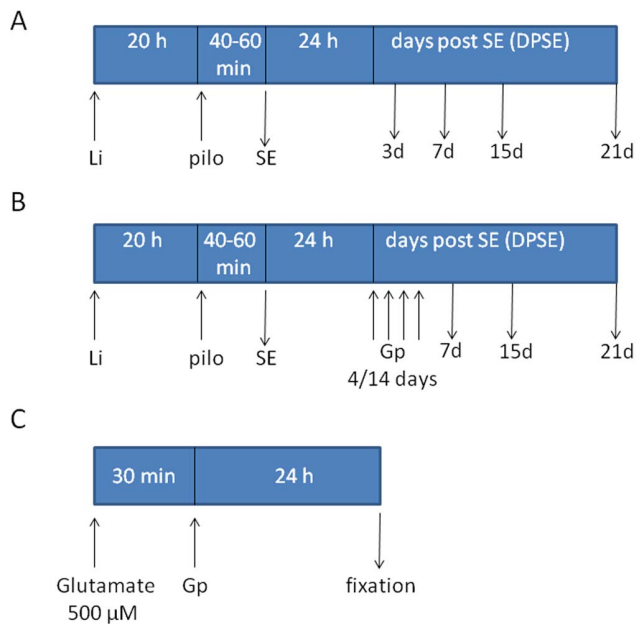 A
20 h 40-60 24 h days post SE (DPSE)
min
Li pilo SE 3d 7d 15d 21d
B
20 h 40-60 24 h days post SE (DPSE)
min
Li pilo SE Gp 7d 15d 21d
4/14 days
C
30 min 24 h
Glutamate Gp fixation
500 µM